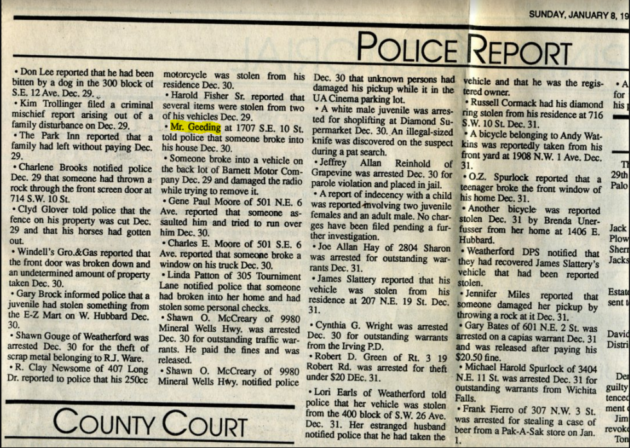 SUNDAY, JANUARY 8, 19
POLICE REPORT
• Don Lee reported that he had been
bitten by a dog in the 300 block of
S.E. 12 Ave. Dec. 29.
• Kim Trollinger filed a criminal
mischief report arising out of a
family disturbance on Dec. 29.
• The Park Inn reported that a
family had left without paying Dec.
29.
• Charlene Brooks notified police
Dec. 29 that someone had thrown a
rock through the front screen door at
714 S.W. 10 St.
• Clyd Glover told police that the
fence on his property was cut Dec.
29 and that his horses had gotten
out.
• Windell's Gro.&Gas reported that
the front door was broken down and
an undetermined amount of property
taken Dec. 30.
• Gary Brock informed police that a
juvenile had stolen something from
the E-Z Mart on W. Hubbard Dec.
30.
• Shawn Gouge of Weatherford was
arrested Dec. 30 for the theft of
scrap metal belonging to R.J. Ware.
• R. Clay Newsome of 407 Long
Dr. reported to police that his 250cc
motorcycle was stolen from his
residence Dec. 30.
• Harold Fisher Sr. reported that
several items were stolen from two
of his vehicles Dec. 29.
• Mr. Geeding at 1707 S.E. 10 St.
told police that someone broke into
his house Dec. 30.
• Someone broke into a vehicle on
the back lot of Barnett Motor Com-
pany Dec. 29 and damaged the radio
while trying to remove it.
• Gene Paul Moore of 501 N.E. 6
Ave. reported that someone as-
saulted him and tried to run over
him Dec. 30.
• Charles E. Moore of 501 S.E. 6
Ave. reported that someone broke a
window on his truck Dec. 30.
• Linda Patton of 305 Tournament
Lane notified police that someone
had broken into her home and had
stolen some personal checks.
• Shawn O. McCreary of 9980
Mineral Wells Hwy. was arrested
Dec. 30 for outstanding traffic war-
rants. He paid the fines and was
released.
• Shawn O. McCreary of 9980
Mineral Wells Hwy. notified police
Dec. 30 that unknown persons had
damaged his pickup while it in the
UA Cinema parking lot.
• A white male juvenile was arres-
ted for shoplifting at Diamond Su-
permarket Dec. 30. An illegal-sized
knife was discovered on the suspect
during a pat search.
• Jeffrey Allan Reinhold of
Grapevine was arrested Dec. 30 for
parole violation and placed in jail.
• A report of indecency with a child
was reported involving two juvenile
females and an adult male. No char-
ges have been filed pending a fur-
ther investigation.
• Joe Allan Hay of 2804 Sharon
was arrested for outstanding war-
rants Dec. 31.
• James Slattery reported that his
vehicle was stolen from his
residence at 207 N.E. 19 St. Dec.
31.
• Cynthia G. Wright was arrested
Dec. 30 for outstanding warrants
from the Irving P.D.
• Robert D. Green of Rt. 3 19
Robert Rd. was arrested for theft
under $20 DEc. 31.
• Lori Earls of Weatherford told
police that her vehicle was stolen
from the 400 block of S.W. 26 Ave.
Dec. 31. Her estranged husband
notified police that he had taken the
vehicle and that he was the regis-
tered owner.
• Russell Cormack had his diamond
ring stolen from his residence at 716
S.W. 10 St. Dec. 31.
• A bicycle belonging to Andy Wat-
kins was reportedly taken from his
front yard at 1908 N.W. 1 Ave. Dec.
31.
• O.Z. Spurlock reported that a
teenager broke the front window of
his home Dec. 31.
• Another bicycle was reported
stolen Dec. 31 by Brenda Uner-
fusser from her home at 1406 E.
Hubbard.
• Weatherford DPS notified that
they had recovered James Slattery's
vehicle that had been reported
stolen.
• Jennifer Miles reported that
someone damaged her pickup by
throwing a rock at it Dec. 31.
• Gary Bates of 601 N.E. 2 St. was
arrested on a capias warrant Dec. 31
and was released after paying his
$20.50 fine.
• Michael Harold Spurlock of 3404
N.E. 11 St. was arrested Dec. 31 for
outstanding warrants from Wichita
Falls.
• Frank Fierro of 307 N.W. 3 St.
was arrested for stealing a case of
beer from a Pak-A-Sak store on Jan.
1.
• A
for
his
29th
Palo
Jack
Plow
Sher
Jacks
Estate
sent t
David
Distri
De
guilty
tenced
ment
Jim
revok
COUNTY COURT